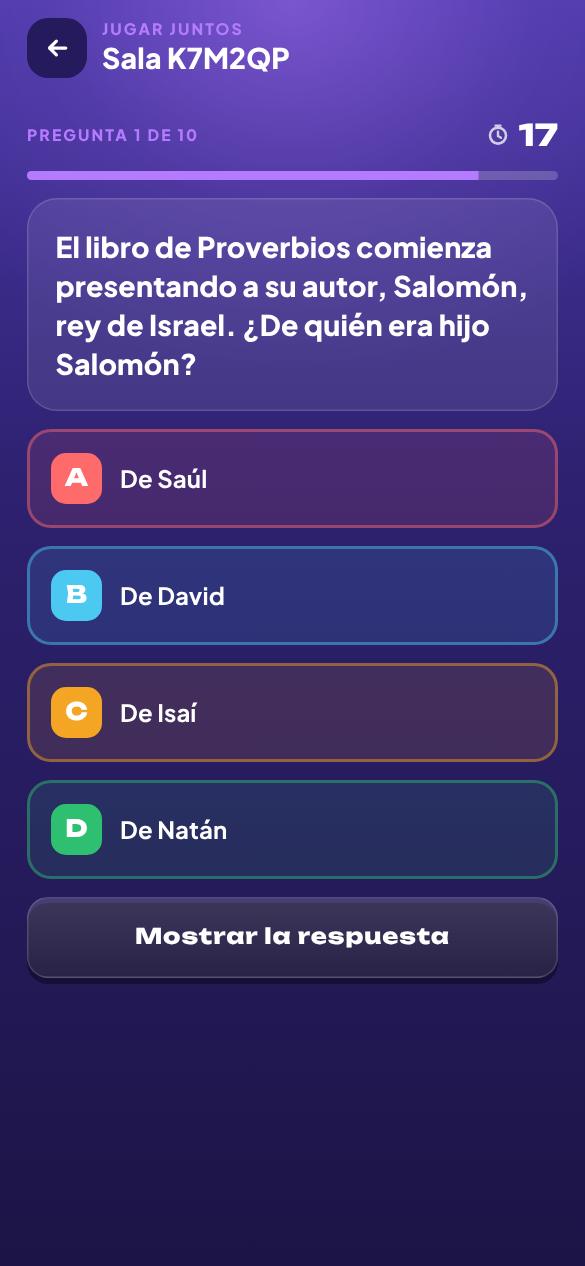 JUGAR JUNTOS
Sala K7M2QP
PREGUNTA 1 DE 10
17
El libro de Proverbios comienza
presentando a su autor, Salomón,
rey de Israel. ¿De quién era hijo
Salomón?
A De Saúl
B De David
C De Isaí
D De Natán
Mostrar la respuesta